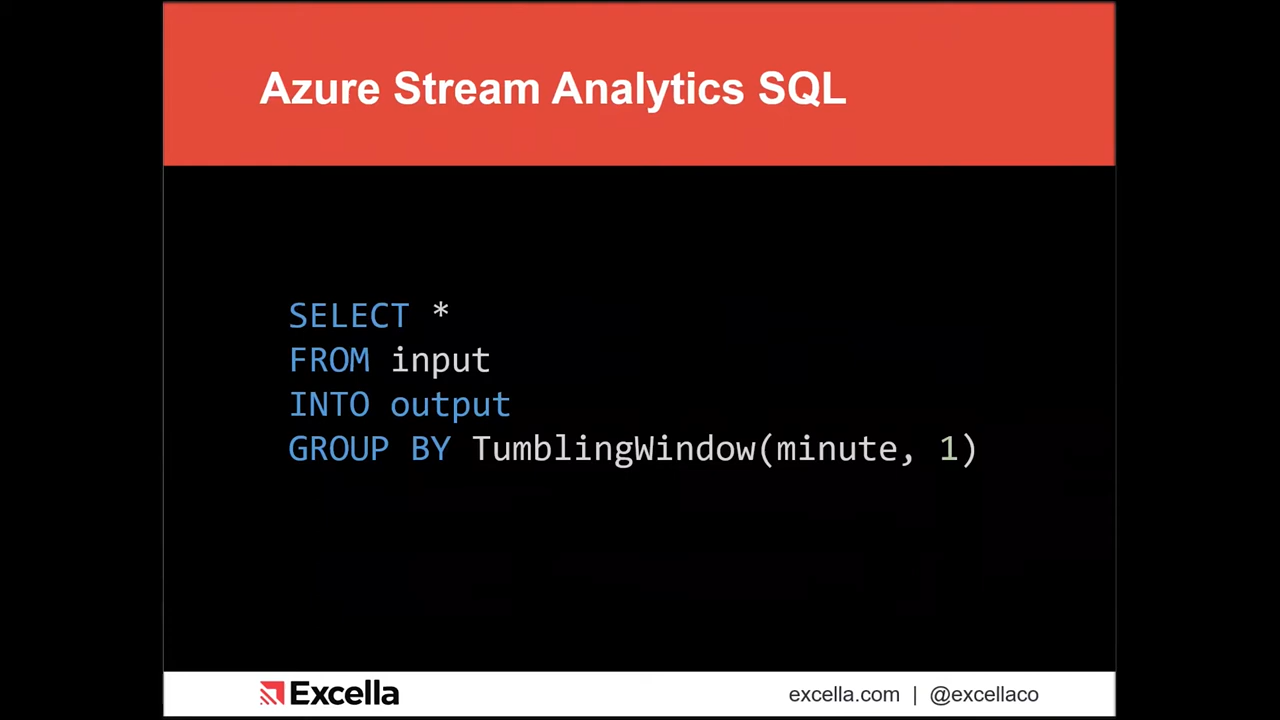 Azure Stream Analytics SQL
SELECT *
FROM input
INTO output
GROUP BY TumblingWindow(minute, 1)
Excella
excella.com | @excellaco